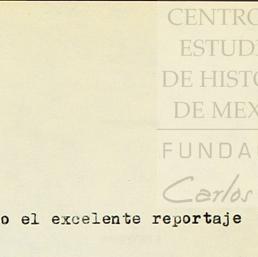 CENTRO
ESTUDI
DE HISTO
DE MEX
FUNDA
Carlos
o el excelente reportaje